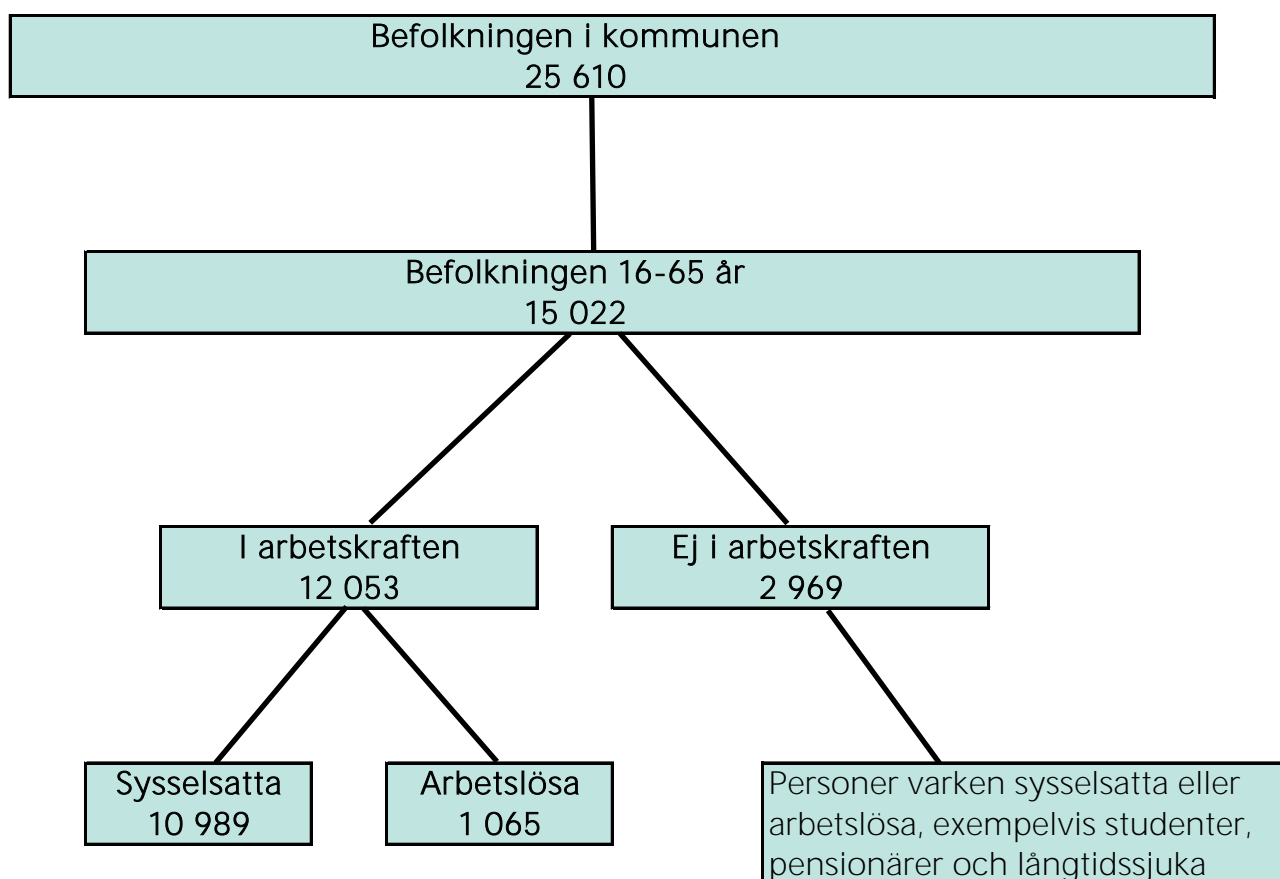 Befolkningen i kommunen
25 610
Befolkningen 16-65 år
15 022
I arbetskraften
12 053
Ej i arbetskraften
2 969
Sysselsatta
10 989
Arbetslösa
1 065
Personer varken sysselsatta eller
arbetslösa, exempelvis studenter,
pensionärer och långtidssjuka